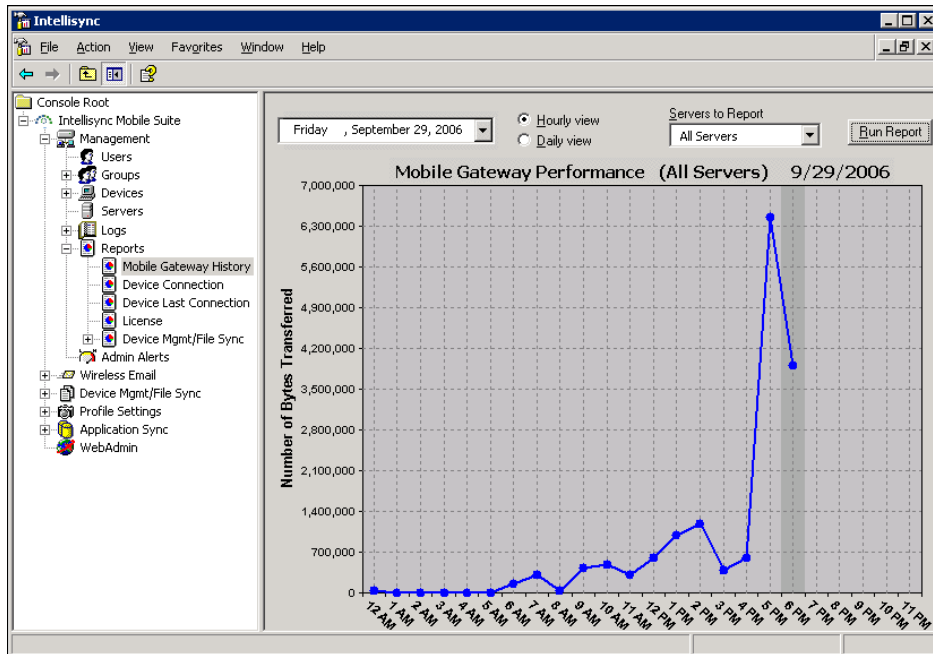 Intellisync
File Action View Favorites Window Help
Console Root
Intellisync Mobile Suite
Management
Users
Groups
Devices
Servers
Logs
Reports
Mobile Gateway History
Device Connection
Device Last Connection
License
Device Mgmt/File Sync
Admin Alerts
Wireless Email
Device Mgmt/File Sync
Profile Settings
Application Sync
WebAdmin
Friday , September 29, 2006
Hourly view
Daily view
Servers to Report
All Servers
Run Report
Mobile Gateway Performance (All Servers) 9/29/2006
Number of Bytes Transferred
7,000,000
6,300,000
5,600,000
4,900,000
4,200,000
3,500,000
2,800,000
2,100,000
1,400,000
700,000
0
12 AM 1 AM 2 AM 3 AM 4 AM 5 AM 6 AM 7 AM 8 AM 9 AM 10 AM 11 AM 12 PM 1 PM 2 PM 3 PM 4 PM 5 PM 6 PM 7 PM 8 PM 9 PM 10 PM 11 PM